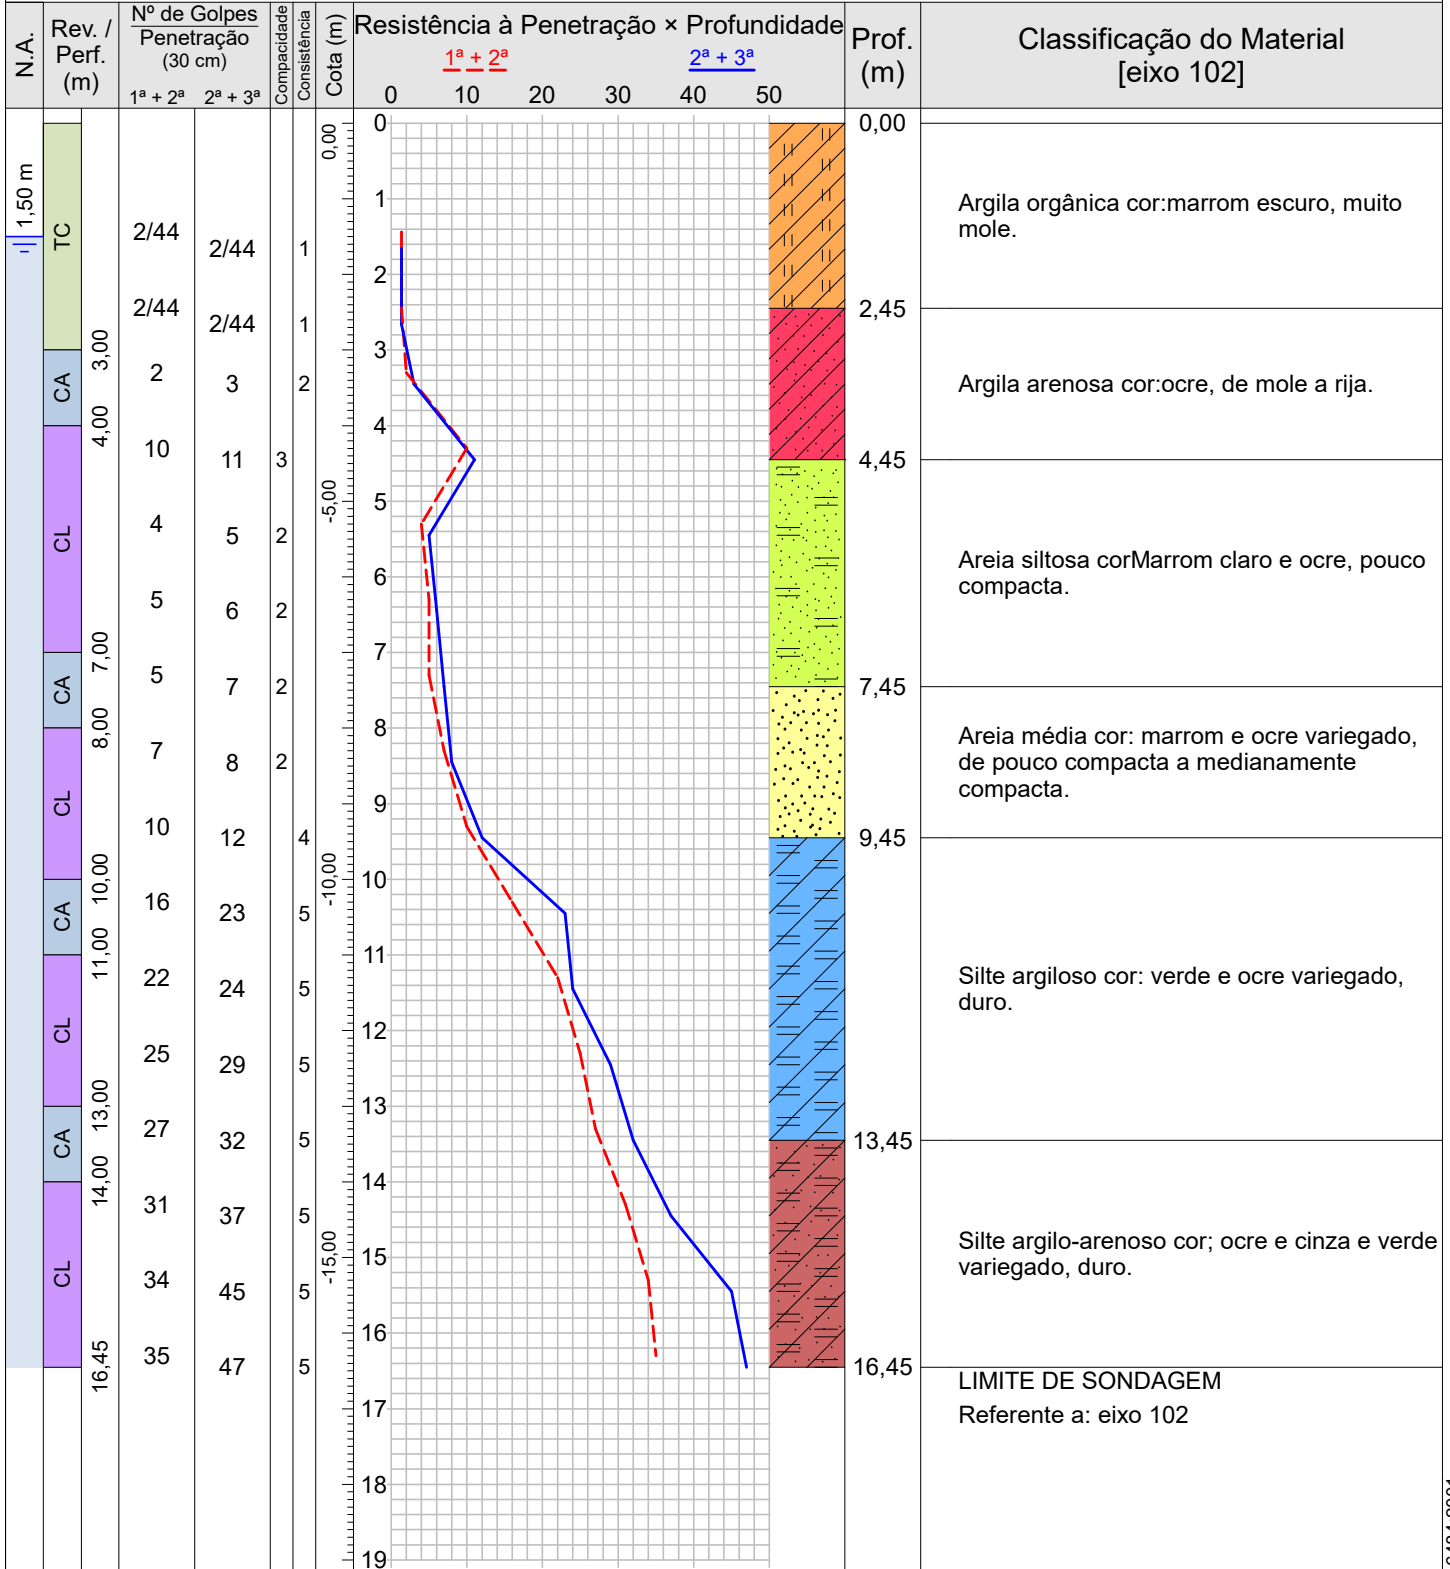 N.A.
Rev. /
Perf.
(m)
Nº de Golpes
Penetração
(30 cm)
1ª + 2ª 2ª + 3ª
Compacidade
Consistência
Cota (m)
Resistência à Penetração × Profundidade
1ª + 2ª 2ª + 3ª
0 10 20 30 40 50
Prof.
(m)
Classificação do Material
[eixo 102]
1,50 m
TC
3,00
CA
4,00
CL
7,00
CA
8,00
CL
10,00
CA
11,00
CL
13,00
CA
14,00
CL
16,45
2/44 2/44 1
2/44 2/44 1
2 3 2
10 11 3
4 5 2
5 6 2
5 7 2
7 8 2
10 12 4
16 23 5
22 24 5
25 29 5
27 32 5
31 37 5
34 45 5
35 47 5
0,00
-5,00
-10,00
-15,00
0
1
2
3
4
5
6
7
8
9
10
11
12
13
14
15
16
17
18
19
0,00
Argila orgânica cor:marrom escuro, muito
mole.
2,45
Argila arenosa cor:ocre, de mole a rija.
4,45
Areia siltosa corMarrom claro e ocre, pouco
compacta.
7,45
Areia média cor: marrom e ocre variegado,
de pouco compacta a medianamente
compacta.
9,45
Silte argiloso cor: verde e ocre variegado,
duro.
13,45
Silte argilo-arenoso cor; ocre e cinza e verde
variegado, duro.
16,45
LIMITE DE SONDAGEM
Referente a: eixo 102